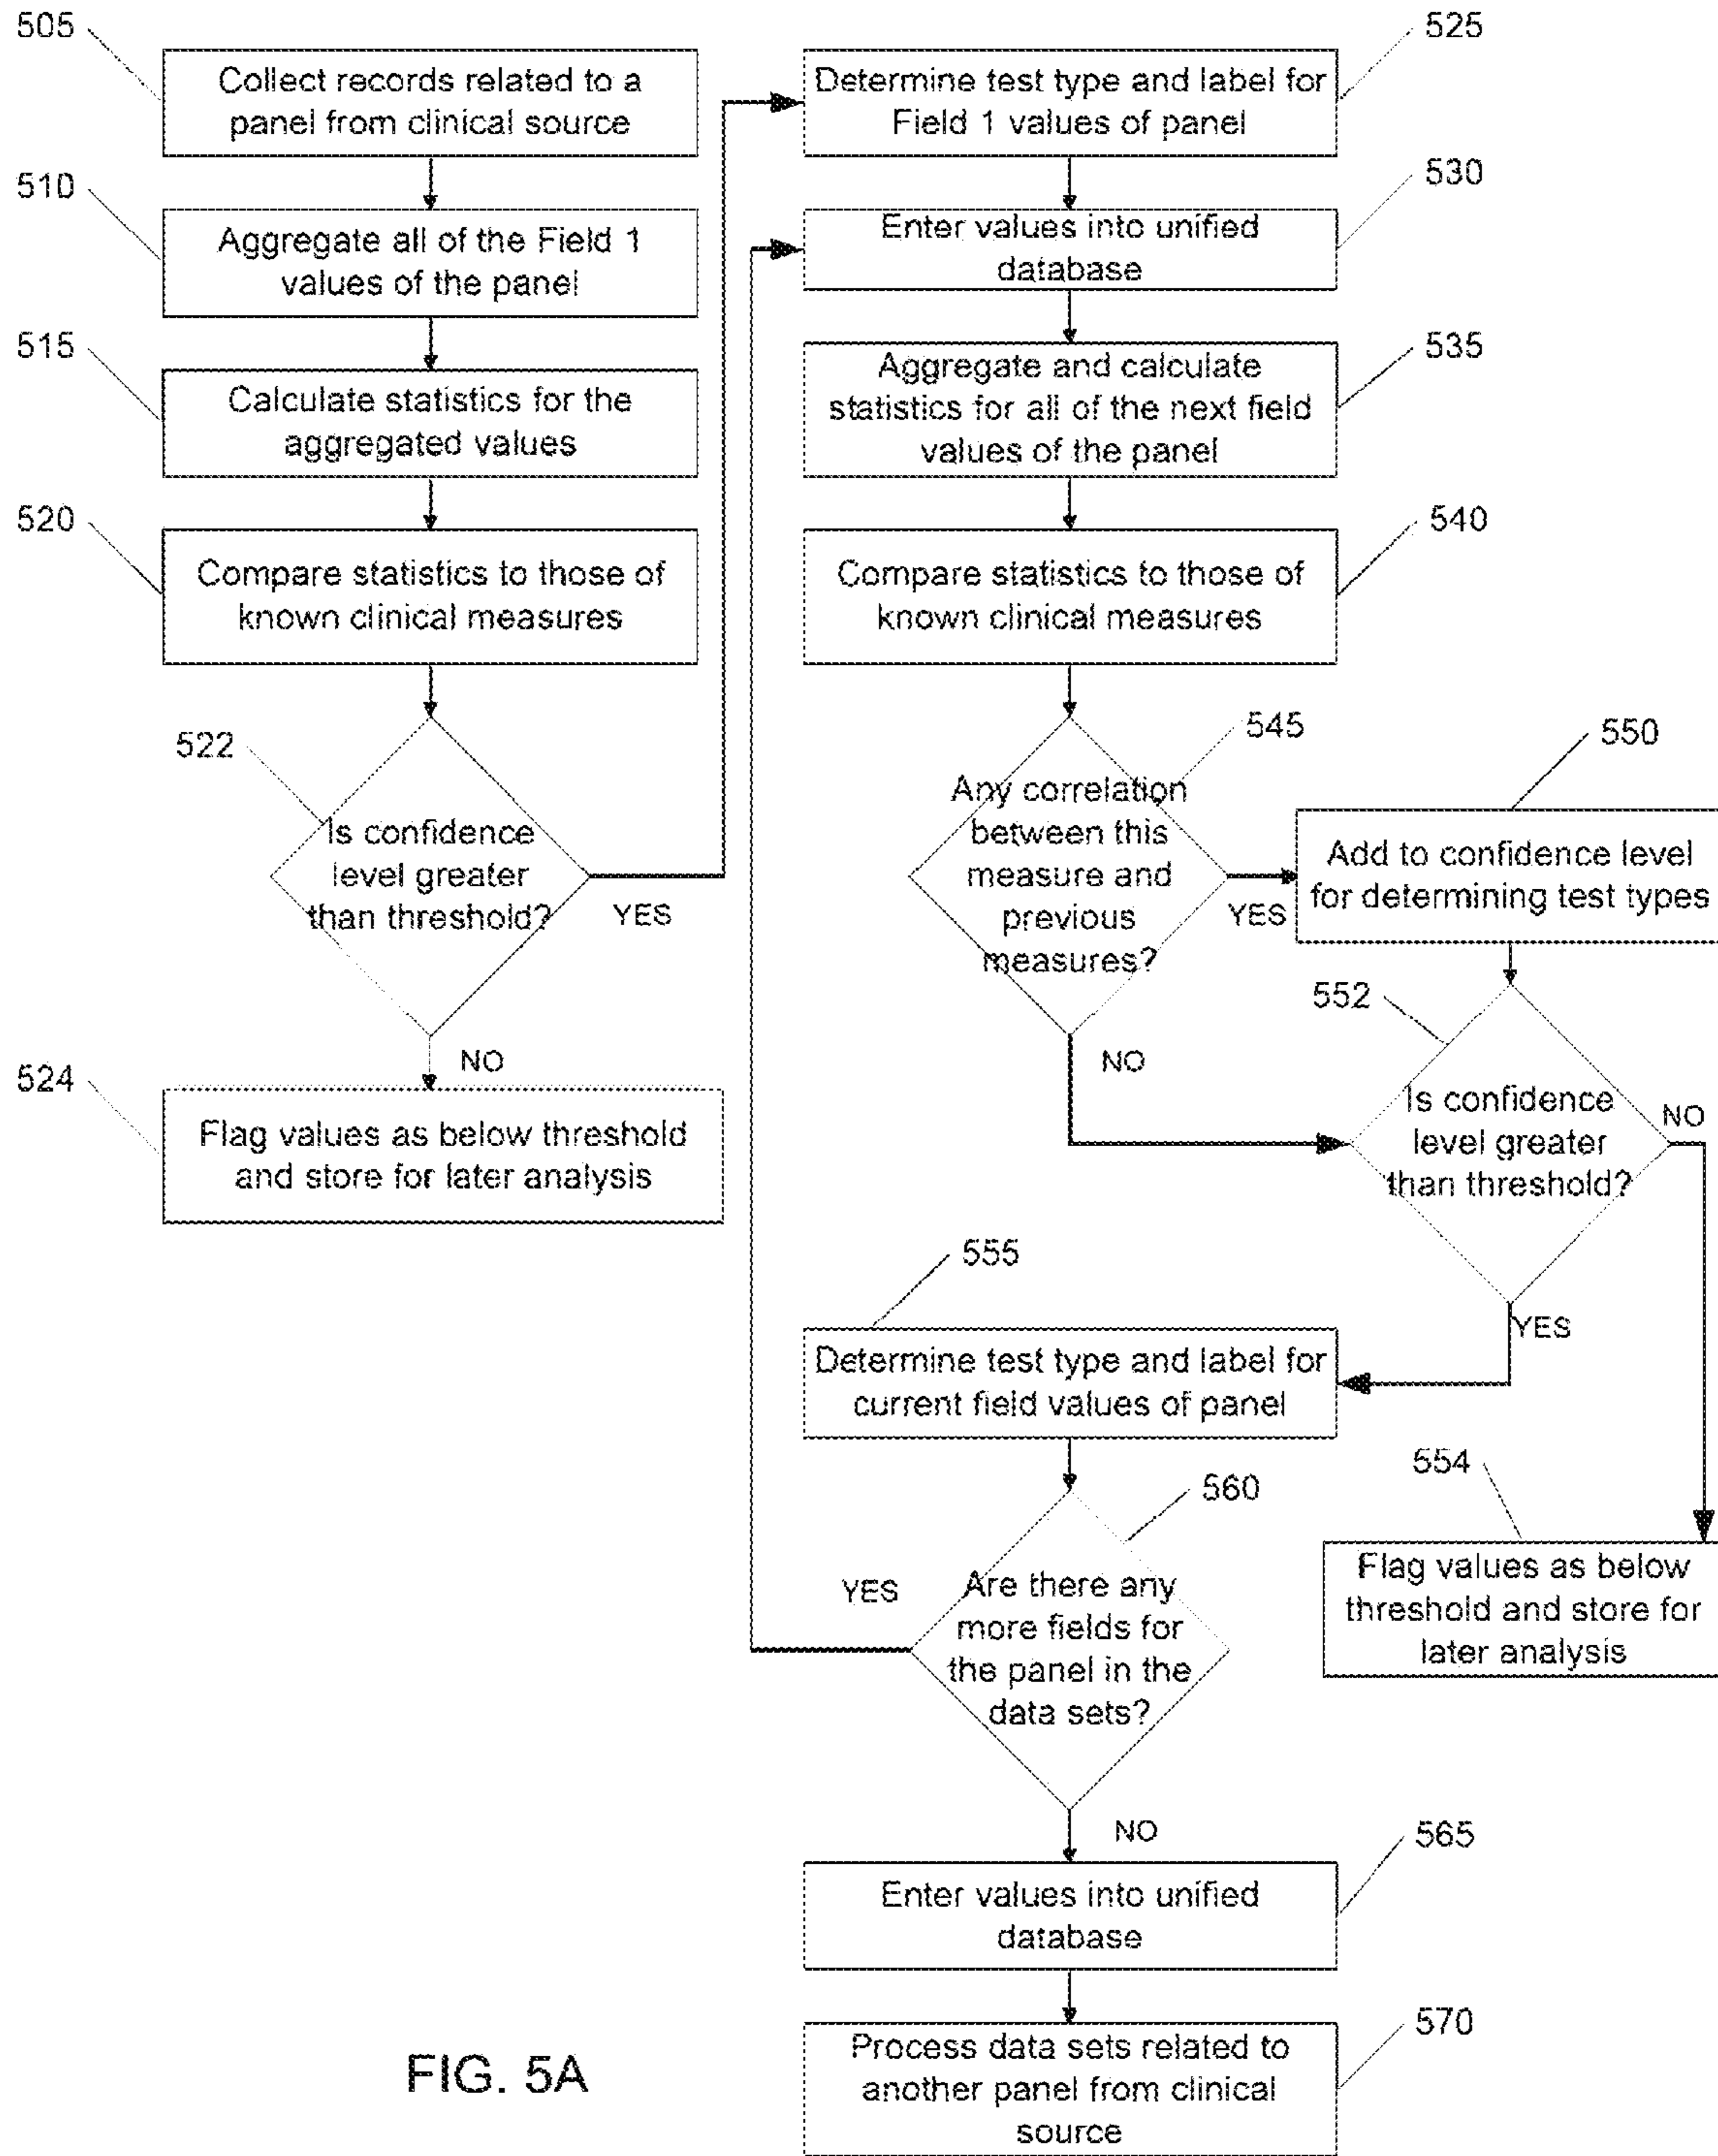 505
Collect records related to a
panel from clinical source
510
Aggregate all of the Field 1
values of the panel
515
Calculate statistics for the
aggregated values
520
Compare statistics to those of
known clinical measures
522
Is confidence
level greater
than threshold?
YES
NO
524
Flag values as below threshold
and store for later analysis
525
Determine test type and label for
Field 1 values of panel
530
Enter values into unified
database
535
Aggregate and calculate
statistics for all of the next field
values of the panel
540
Compare statistics to those of
known clinical measures
545
Any correlation
between this
measure and
previous
measures?
YES
NO
550
Add to confidence level
for determining test types
552
Is confidence
level greater
than threshold?
NO
YES
554
Flag values as below
threshold and store for
later analysis
555
Determine test type and label for
current field values of panel
560
Are there any
more fields for
the panel in the
data sets?
YES
NO
565
Enter values into unified
database
570
Process data sets related to
another panel from clinical
source
FIG. 5A